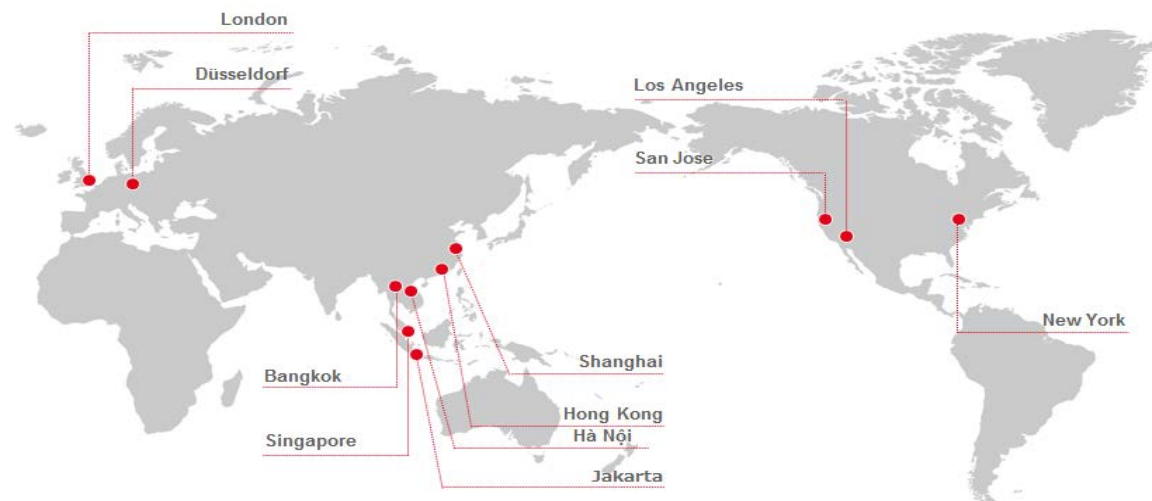 London
Düsseldorf
Los Angeles
San Jose
New York
Shanghai
Bangkok
Hong Kong
Hà Nội
Singapore
Jakarta